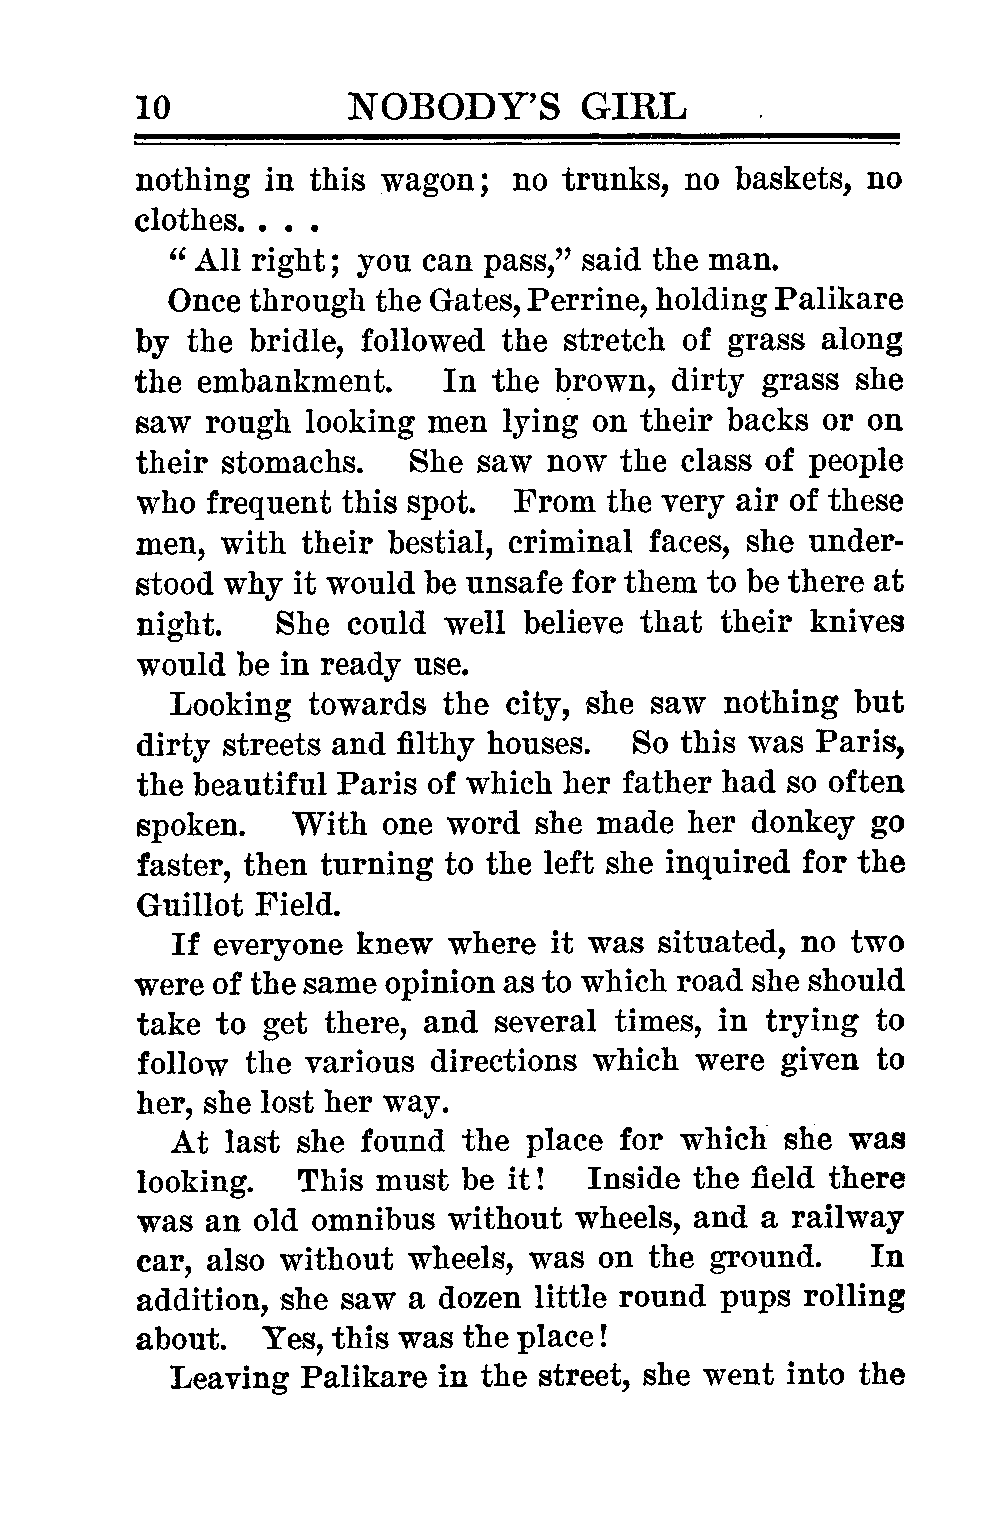 10 NOBODY'S GIRL
nothing in this wagon; no trunks, no baskets, no
clothes. . . .
“ All right; you can pass,” said the man.
Once through the Gates, Perrine, holding Palikare
by the bridle, followed the stretch of grass along
the embankment. In the brown, dirty grass she
saw rough looking men lying on their backs or on
their stomachs. She saw now the class of people
who frequent this spot. From the very air of these
men, with their bestial, criminal faces, she under-
stood why it would be unsafe for them to be there at
night. She could well believe that their knives
would be in ready use.
Looking towards the city, she saw nothing but
dirty streets and filthy houses. So this was Paris,
the beautiful Paris of which her father had so often
spoken. With one word she made her donkey go
faster, then turning to the left she inquired for the
Guillot Field.
If everyone knew where it was situated, no two
were of the same opinion as to which road she should
take to get there, and several times, in trying to
follow the various directions which were given to
her, she lost her way.
At last she found the place for which she was
looking. This must be it! Inside the field there
was an old omnibus without wheels, and a railway
car, also without wheels, was on the ground. In
addition, she saw a dozen little round pups rolling
about. Yes, this was the place!
Leaving Palikare in the street, she went into the